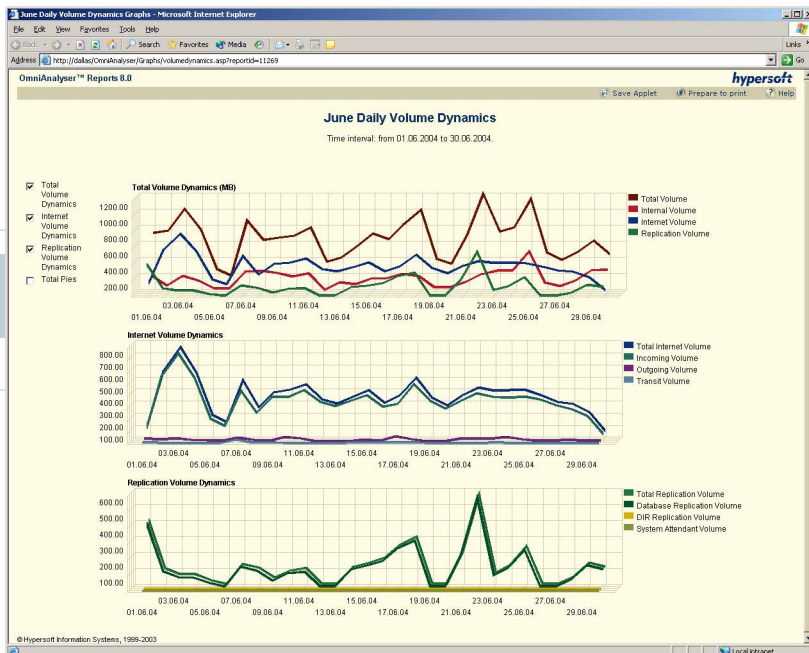 June Daily Volume Dynamics Graphs - Microsoft Internet Explorer
File Edit View Favorites Tools Help
Back Search Favorites Media Links
Address http://dallas/OmniAnalyser/Graphs/volumedynamics.asp?reportid=11269 Go
OmniAnalyser™ Reports 8.0 hypersoft
Save Applet Prepare to print Help
June Daily Volume Dynamics
Time interval: from 01.06.2004 to 30.06.2004.
Total Volume Dynamics
Internet Volume Dynamics
Replication Volume Dynamics
Total Pies
Total Volume Dynamics (MB)
1200.00
1000.00
800.00
600.00
400.00
200.00
03.06.04 07.06.04 11.06.04 15.06.04 19.06.04 23.06.04 27.06.04
01.06.04 05.06.04 09.06.04 13.06.04 17.06.04 21.06.04 25.06.04 29.06.04
Total Volume
Internal Volume
Internet Volume
Replication Volume
Internet Volume Dynamics
800.00
700.00
600.00
500.00
400.00
300.00
200.00
100.00
03.06.04 07.06.04 11.06.04 15.06.04 19.06.04 23.06.04 27.06.04
01.06.04 05.06.04 09.06.04 13.06.04 17.06.04 21.06.04 25.06.04 29.06.04
Total Internet Volume
Incoming Volume
Outgoing Volume
Transit Volume
Replication Volume Dynamics
600.00
500.00
400.00
300.00
200.00
100.00
03.06.04 07.06.04 11.06.04 15.06.04 19.06.04 23.06.04 27.06.04
01.06.04 05.06.04 09.06.04 13.06.04 17.06.04 21.06.04 25.06.04 29.06.04
Total Replication Volume
Database Replication Volume
DIR Replication Volume
System Attendant Volume
© Hypersoft Information Systems, 1999-2003
Local intranet